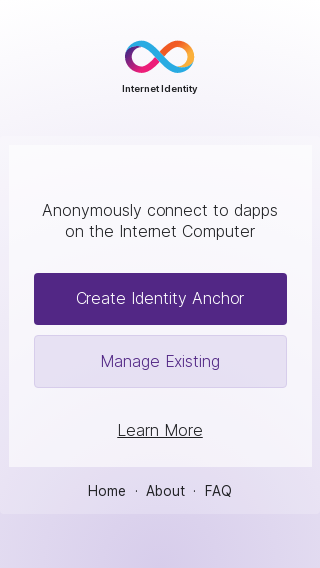 Internet Identity
Anonymously connect to dapps
on the Internet Computer
Create Identity Anchor
Manage Existing
Learn More
Home · About · FAQ